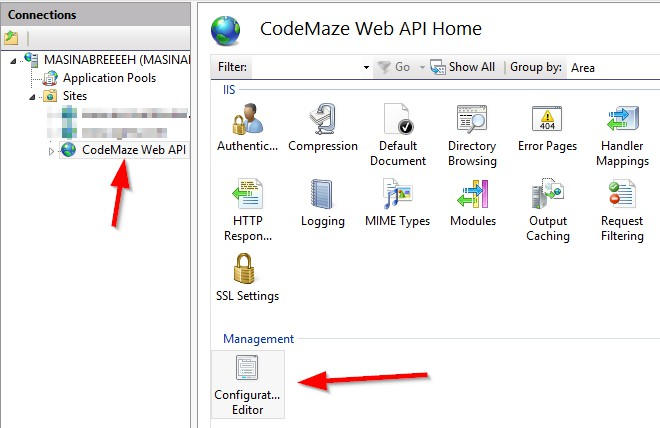 Connections
MASINABREEEEH (MASINAI
Application Pools
Sites
CodeMaze Web API
CodeMaze Web API Home
Filter: Go Show All Group by: Area
IIS
Authentic... Compression Default Document Directory Browsing Error Pages Handler Mappings
404
HTTP Respon... Logging MIME Types Modules Output Caching Request Filtering
SSL Settings
Management
Configurat... Editor